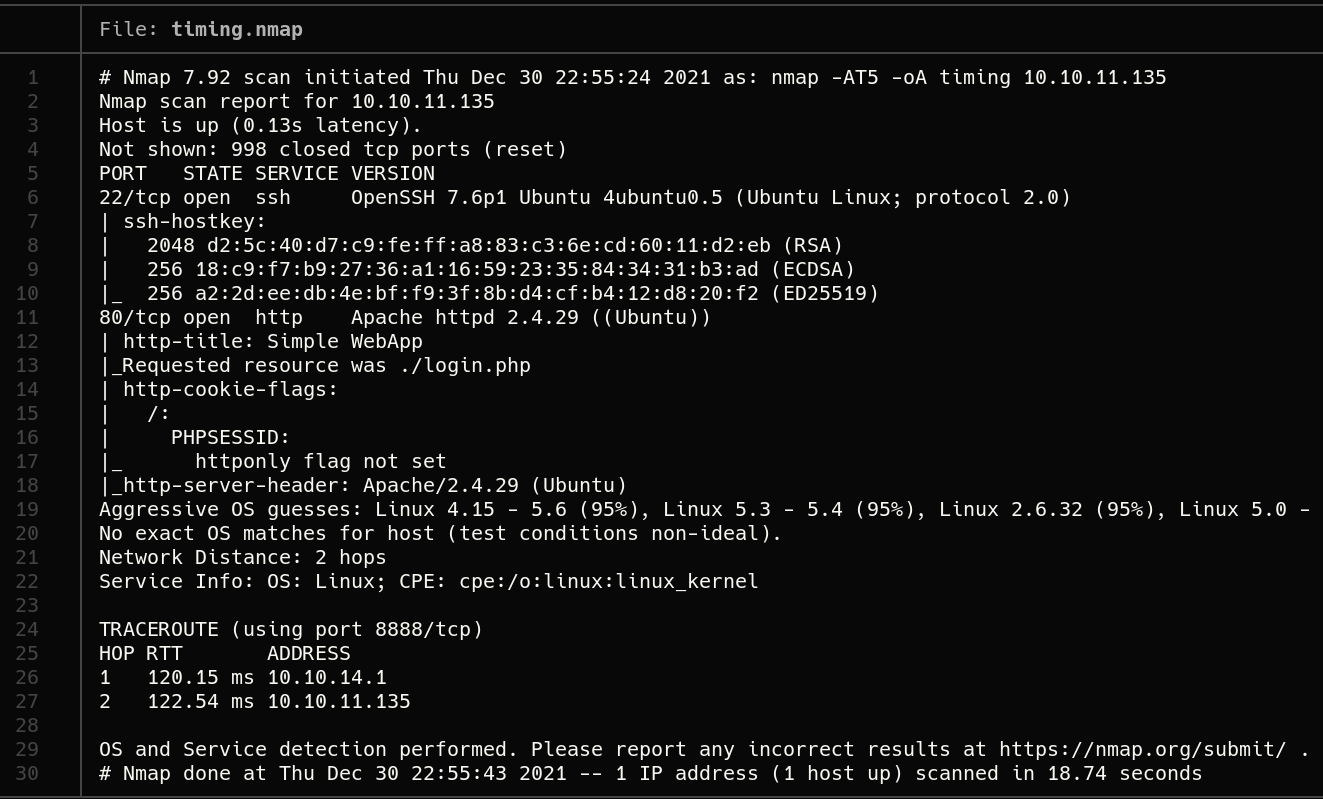 File: timing.nmap
1 # Nmap 7.92 scan initiated Thu Dec 30 22:55:24 2021 as: nmap -AT5 -oA timing 10.10.11.135
2 Nmap scan report for 10.10.11.135
3 Host is up (0.13s latency).
4 Not shown: 998 closed tcp ports (reset)
5 PORT   STATE SERVICE VERSION
6 22/tcp open  ssh     OpenSSH 7.6p1 Ubuntu 4ubuntu0.5 (Ubuntu Linux; protocol 2.0)
7 | ssh-hostkey:
8 |   2048 d2:5c:40:d7:c9:fe:ff:a8:83:c3:6e:cd:60:11:d2:eb (RSA)
9 |   256 18:c9:f7:b9:27:36:a1:16:59:23:35:84:34:31:b3:ad (ECDSA)
10 |_  256 a2:2d:ee:db:4e:bf:f9:3f:8b:d4:cf:b4:12:d8:20:f2 (ED25519)
11 80/tcp open  http    Apache httpd 2.4.29 ((Ubuntu))
12 | http-title: Simple WebApp
13 |_Requested resource was ./login.php
14 | http-cookie-flags:
15 |   /:
16 |     PHPSESSID:
17 |_      httponly flag not set
18 |_http-server-header: Apache/2.4.29 (Ubuntu)
19 Aggressive OS guesses: Linux 4.15 - 5.6 (95%), Linux 5.3 - 5.4 (95%), Linux 2.6.32 (95%), Linux 5.0 -
20 No exact OS matches for host (test conditions non-ideal).
21 Network Distance: 2 hops
22 Service Info: OS: Linux; CPE: cpe:/o:linux:linux_kernel
23
24 TRACEROUTE (using port 8888/tcp)
25 HOP RTT       ADDRESS
26 1   120.15 ms 10.10.14.1
27 2   122.54 ms 10.10.11.135
28
29 OS and Service detection performed. Please report any incorrect results at https://nmap.org/submit/ .
30 # Nmap done at Thu Dec 30 22:55:43 2021 -- 1 IP address (1 host up) scanned in 18.74 seconds